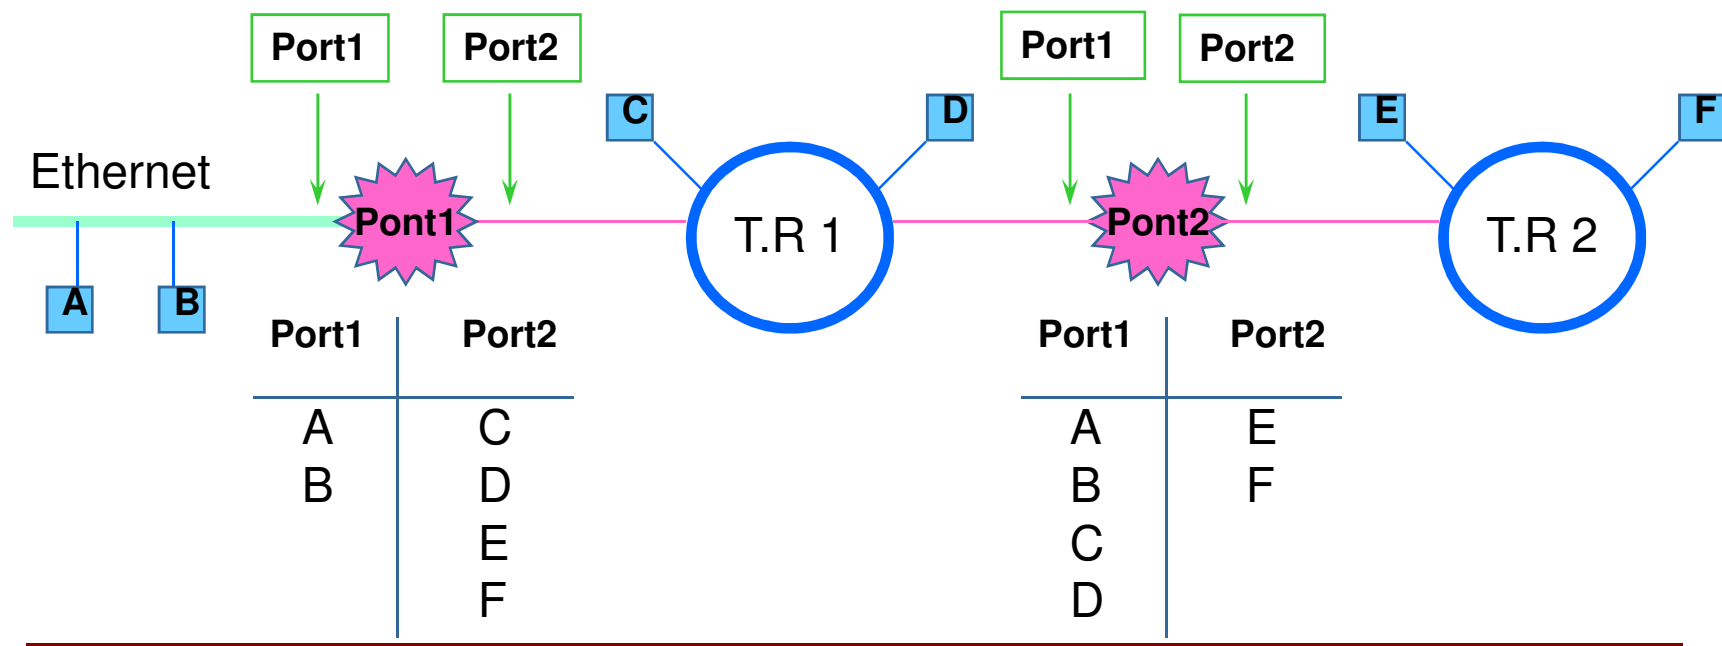 Port1 Port2 Port1 Port2
C D E F
Ethernet
Pont1 T.R 1 Pont2 T.R 2
A B
Port1 Port2 Port1 Port2
A C A E
B D B F
E C
F D